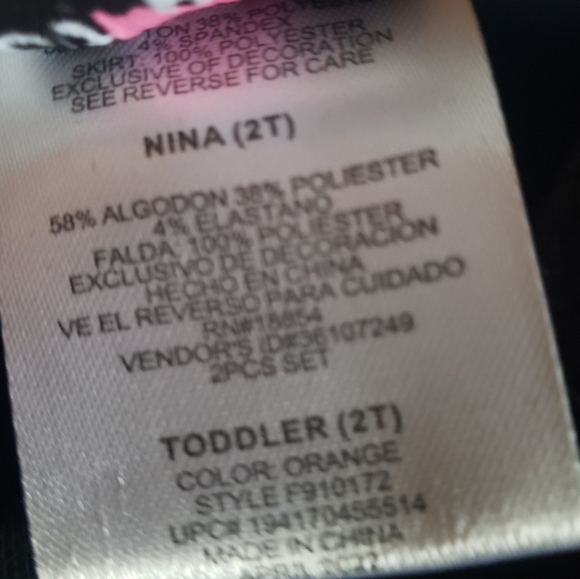 TON 38% POLYESTER
4% SPANDEX
SKIRT: 100% POLYESTER
EXCLUSIVE OF DECORATION
SEE REVERSE FOR CARE
NINA (2T)
58% ALGODON 38% POLIESTER
4% ELASTANO
FALDA: 100% POLIESTER
EXCLUSIVO DE DECORACION
HECHO EN CHINA
VE EL REVERSO PARA CUIDADO
RN#18854
VENDOR'S ID#36107249
2PCS SET
TODDLER (2T)
COLOR: ORANGE
STYLE F910172
UPC# 194170455514
MADE IN CHINA
APRIL 2022